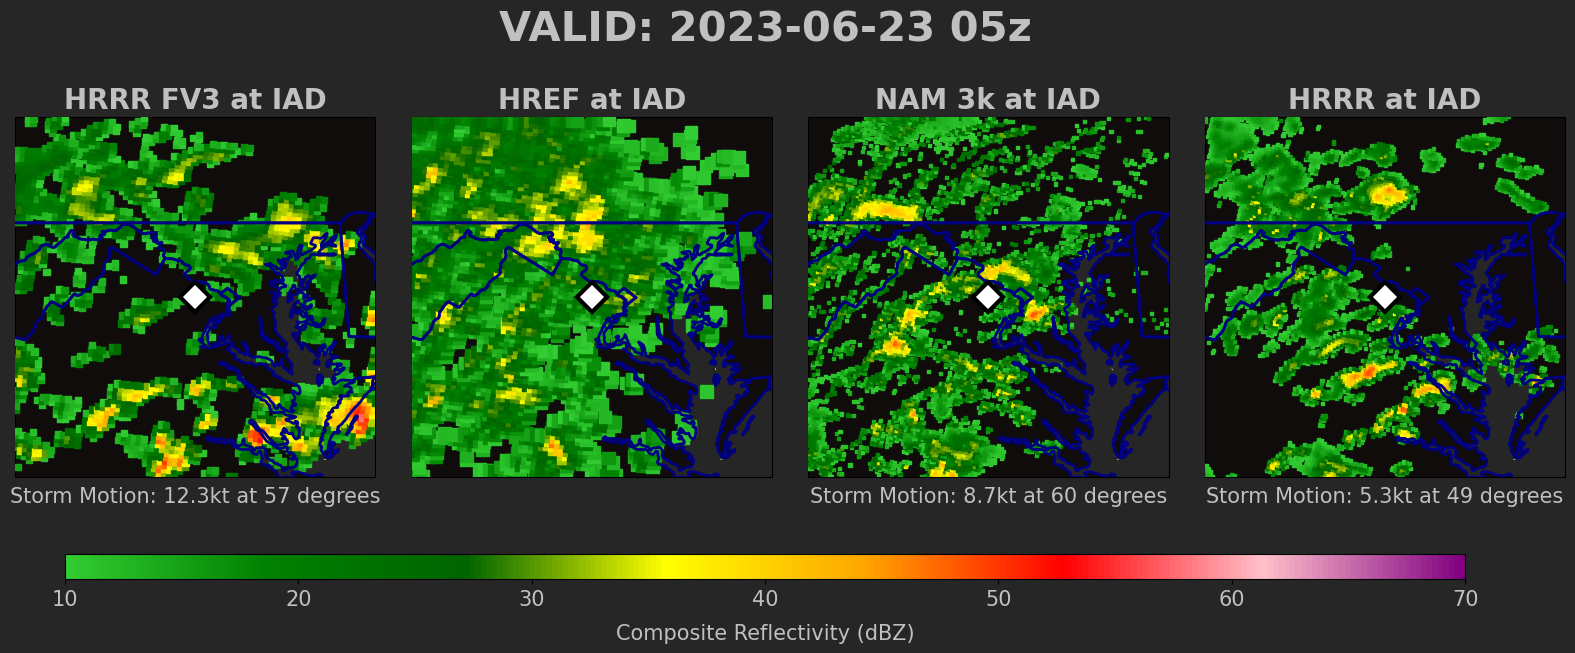 VALID: 2023-06-23 05z
HRRR FV3 at IAD
HREF at IAD
NAM 3k at IAD
HRRR at IAD
Storm Motion: 12.3kt at 57 degrees
Storm Motion: 8.7kt at 60 degrees
Storm Motion: 5.3kt at 49 degrees
10 20 30 40 50 60 70
Composite Reflectivity (dBZ)